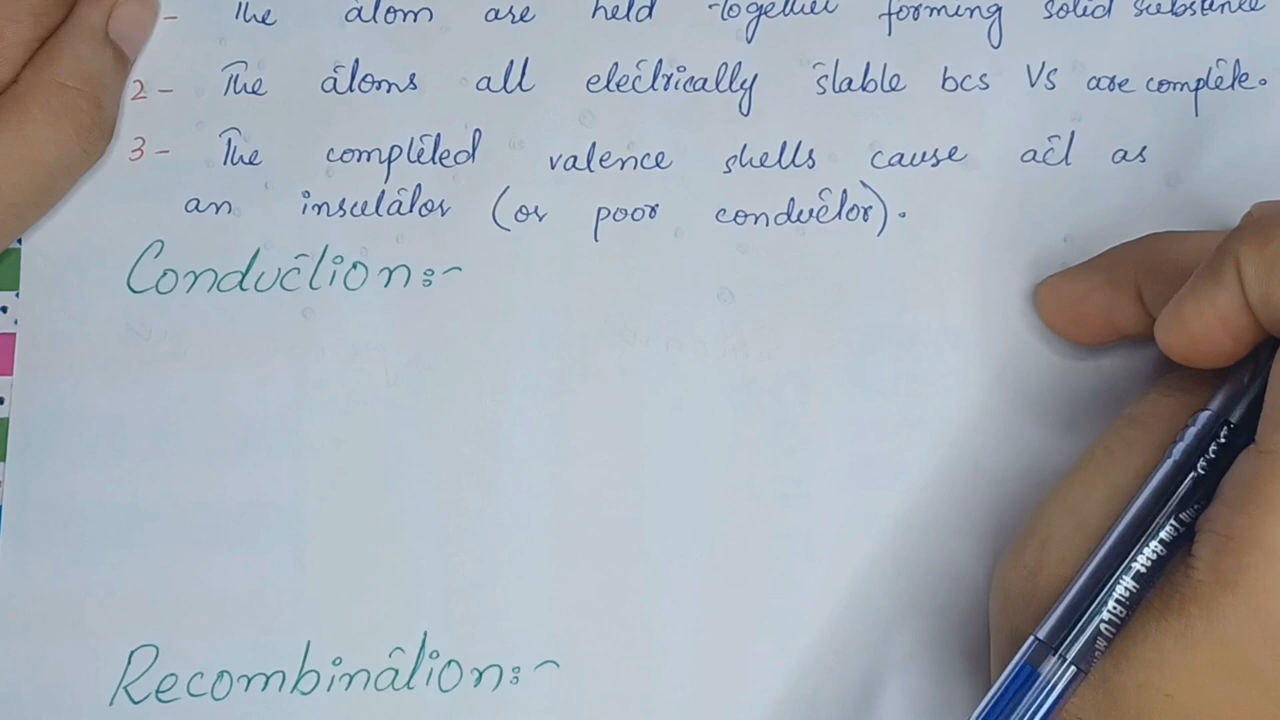 - The atom are held together forming solid substance
2- The atoms all electrically stable bcs VS are complete.
3- The completed valence shells cause act as
an insulator (or poor conductor).
Conduction:-
Recombination:-